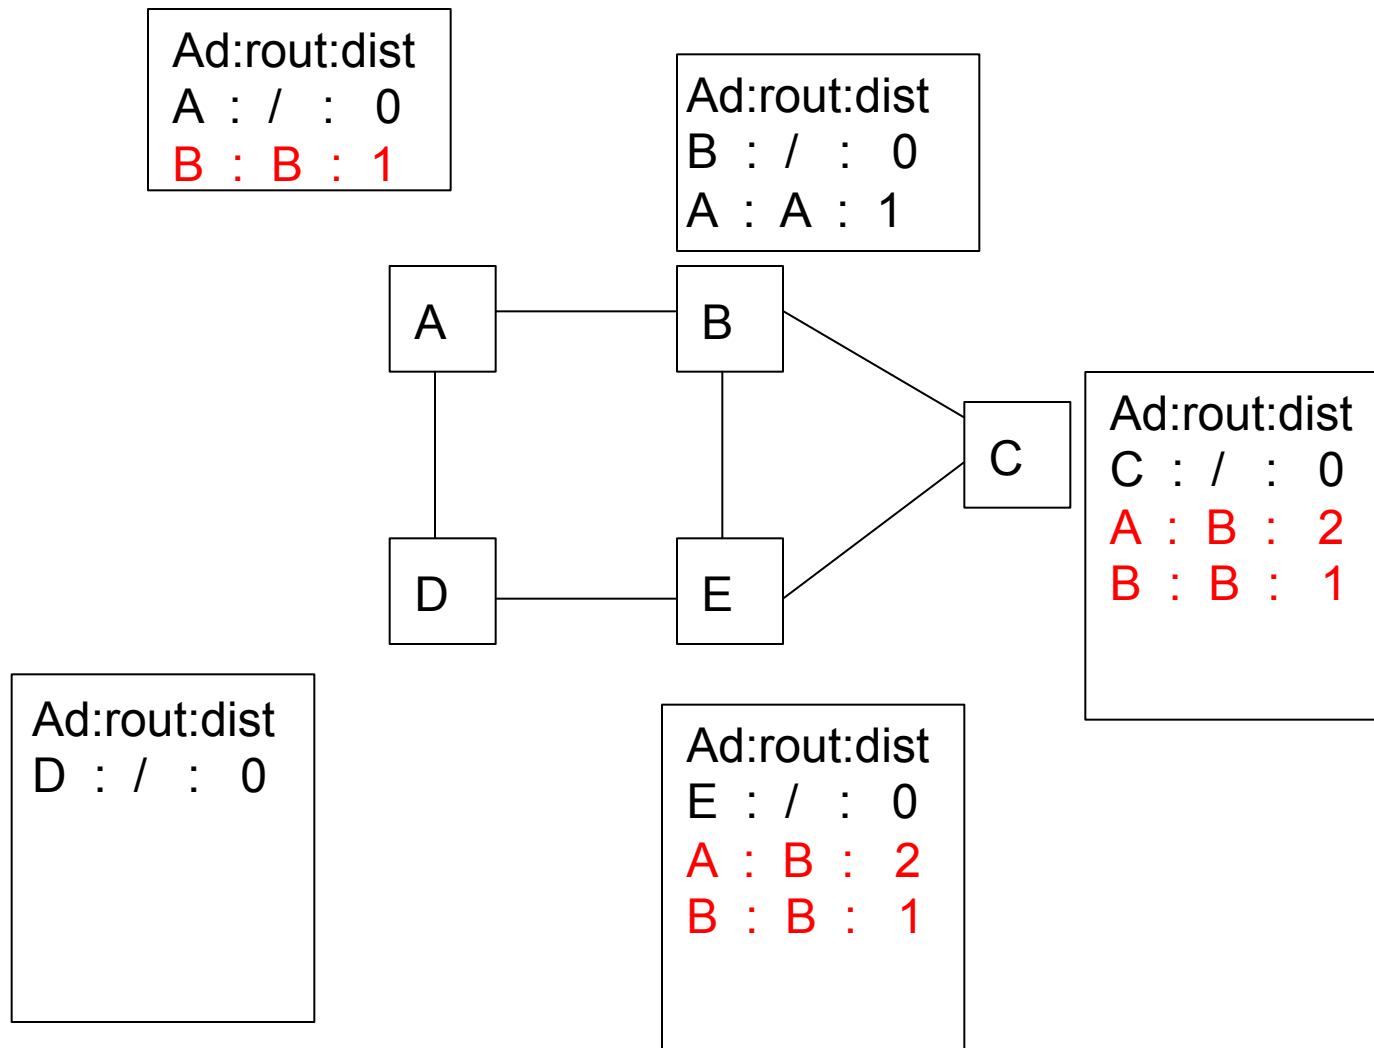 Ad:rout:dist
A : / : 0
B : B : 1
Ad:rout:dist
B : / : 0
A : A : 1
A
B
C
Ad:rout:dist
C : / : 0
A : B : 2
B : B : 1
D
E
Ad:rout:dist
D : / : 0
Ad:rout:dist
E : / : 0
A : B : 2
B : B : 1